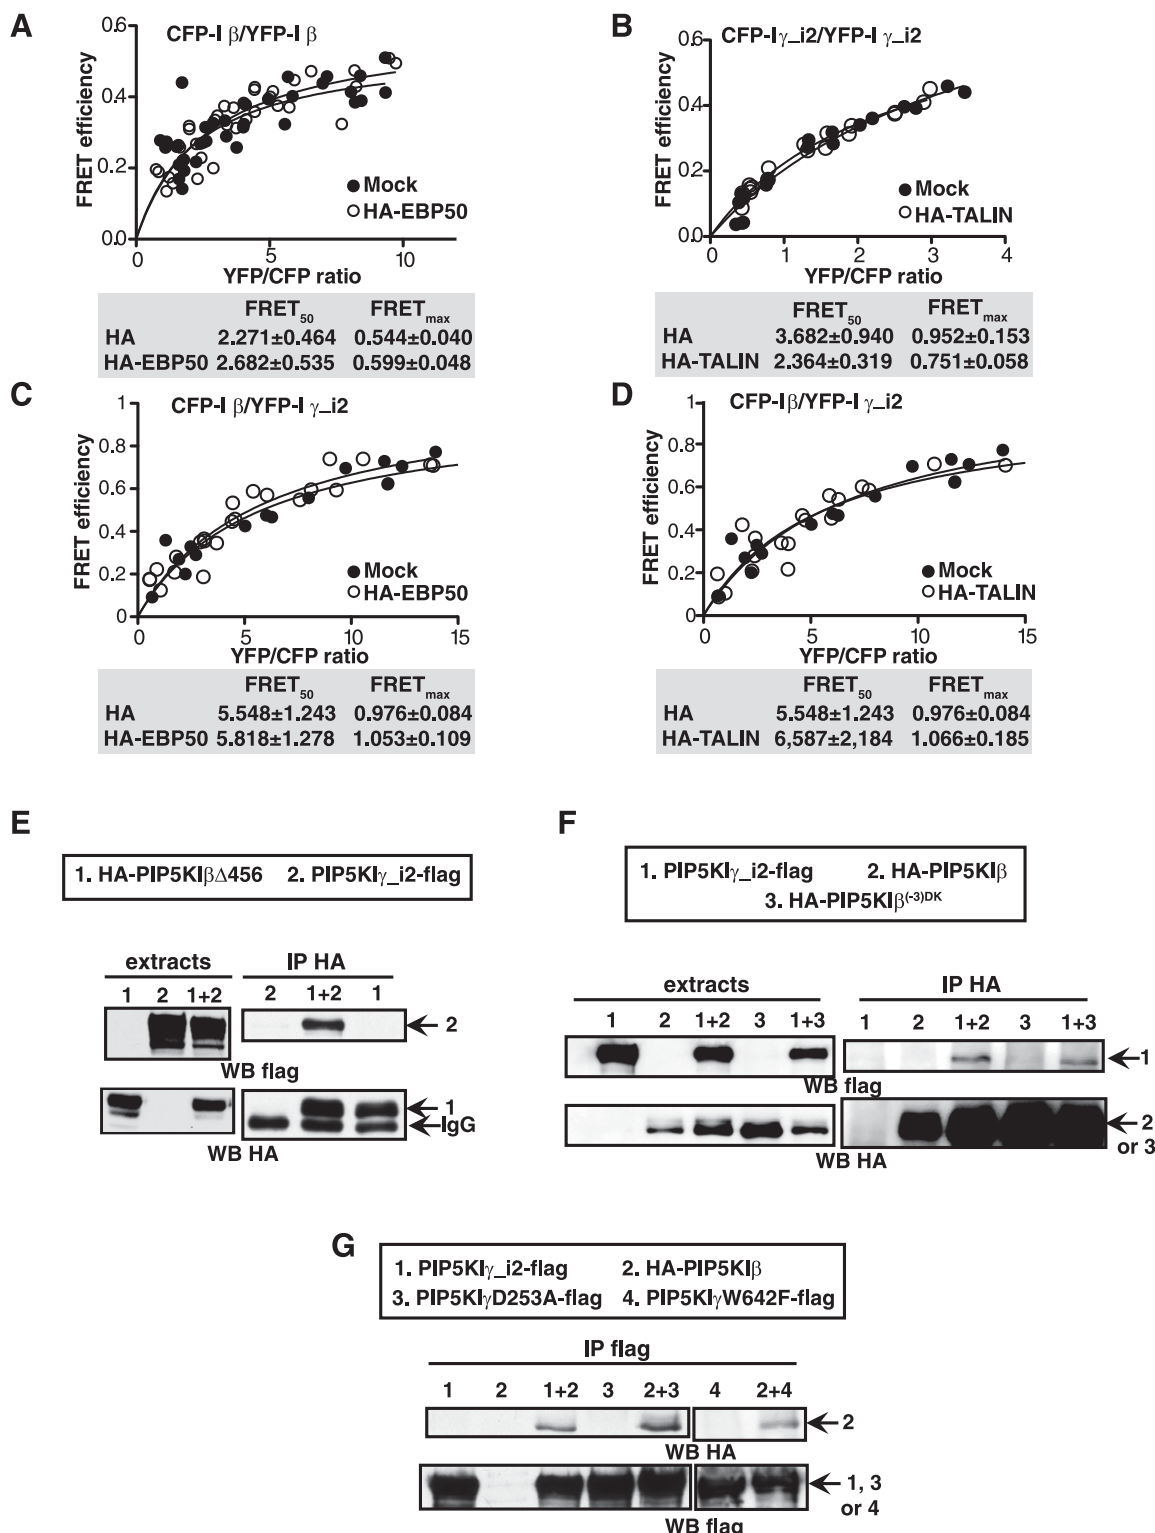 A
CFP-I β/YFP-I β
0.6
0.4
0.2
0.0
FRET efficiency
Mock
HA-EBP50
0 5 10
YFP/CFP ratio
FRET50 FRETmax
HA 2.271±0.464 0.544±0.040
HA-EBP50 2.682±0.535 0.599±0.048
B
CFP-Iγ_i2/YFP-I γ_i2
0.6
0.4
0.2
0.0
FRET efficiency
Mock
HA-TALIN
0 1 2 3 4
YFP/CFP ratio
FRET50 FRETmax
HA 3.682±0.940 0.952±0.153
HA-TALIN 2.364±0.319 0.751±0.058
C
CFP-I β/YFP-I γ_i2
1
0.8
0.6
0.4
0.2
0
FRET efficiency
Mock
HA-EBP50
0 5 10 15
YFP/CFP ratio
FRET50 FRETmax
HA 5.548±1.243 0.976±0.084
HA-EBP50 5.818±1.278 1.053±0.109
D
CFP-Iβ/YFP-I γ_i2
1
0.8
0.6
0.4
0.2
0
FRET efficiency
Mock
HA-TALIN
0 5 10 15
YFP/CFP ratio
FRET50 FRETmax
HA 5.548±1.243 0.976±0.084
HA-TALIN 6,587±2,184 1.066±0.185
E
1. HA-PIP5KIβΔ456 2. PIP5KIγ_i2-flag
extracts IP HA
1 2 1+2 2 1+2 1
2
WB flag
1
IgG
WB HA
F
1. PIP5KIγ_i2-flag 2. HA-PIP5KIβ
3. HA-PIP5KIβ(-3)DK
extracts IP HA
1 2 1+2 3 1+3 1 2 1+2 3 1+3
1
WB flag
2
or 3
WB HA
G
1. PIP5KIγ_i2-flag 2. HA-PIP5KIβ
3. PIP5KIγD253A-flag 4. PIP5KIγW642F-flag
IP flag
1 2 1+2 3 2+3 4 2+4
2
WB HA
1, 3
or 4
WB flag